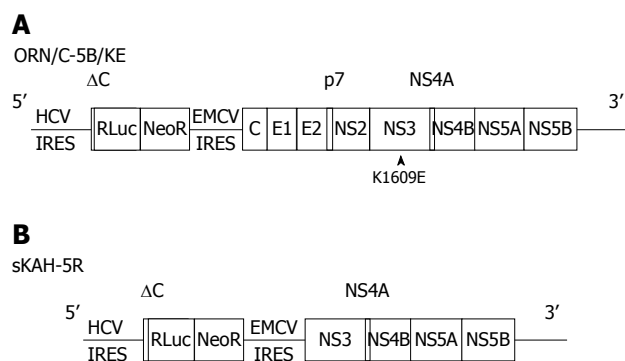 A
ORN/C-5B/KE
ΔC p7 NS4A
5′ 3′
HCV EMCV
RLuc NeoR C E1 E2 NS2 NS3 NS4B NS5A NS5B
IRES IRES
K1609E
B
sKAH-5R
ΔC NS4A
5′ 3′
HCV EMCV
RLuc NeoR NS3 NS4B NS5A NS5B
IRES IRES